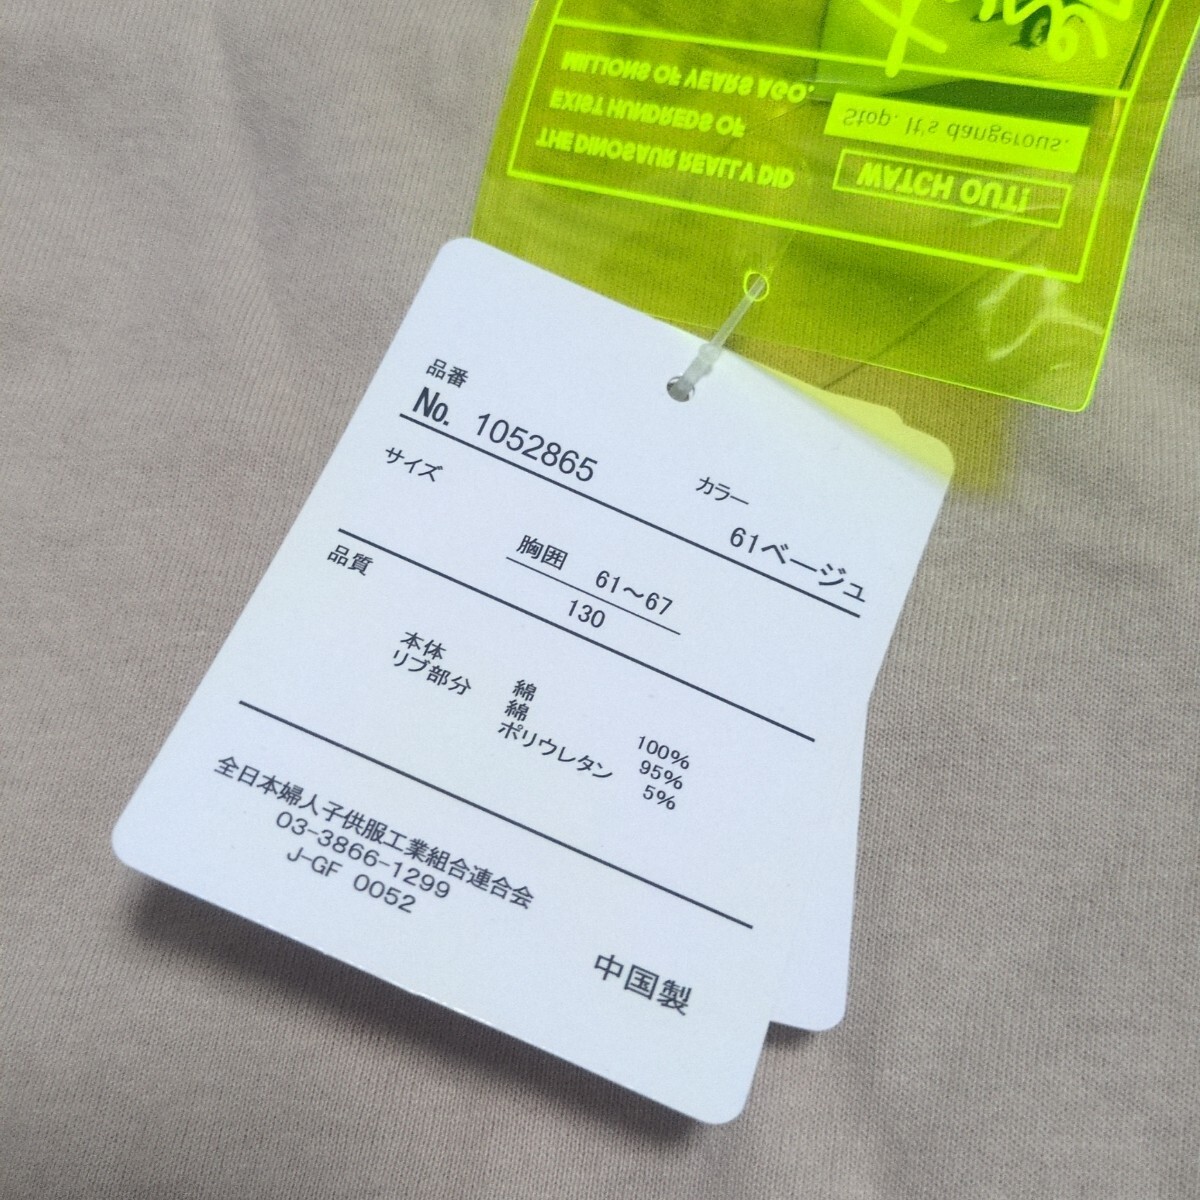 THE DINOSAUR REALLY DID
EXIST HUNDREDS OF
MILLIONS OF YEARS AGO.
WATCH OUT!
Stop. It's dangerous.
品番
No. 1052865
カラー
61ベージュ
サイズ
胸囲 61〜67
130
品質
本体 綿 100%
リブ部分 綿 95%
ポリウレタン 5%
全日本婦人子供服工業組合連合会
03-3866-1299
J-GF 0052
中国製